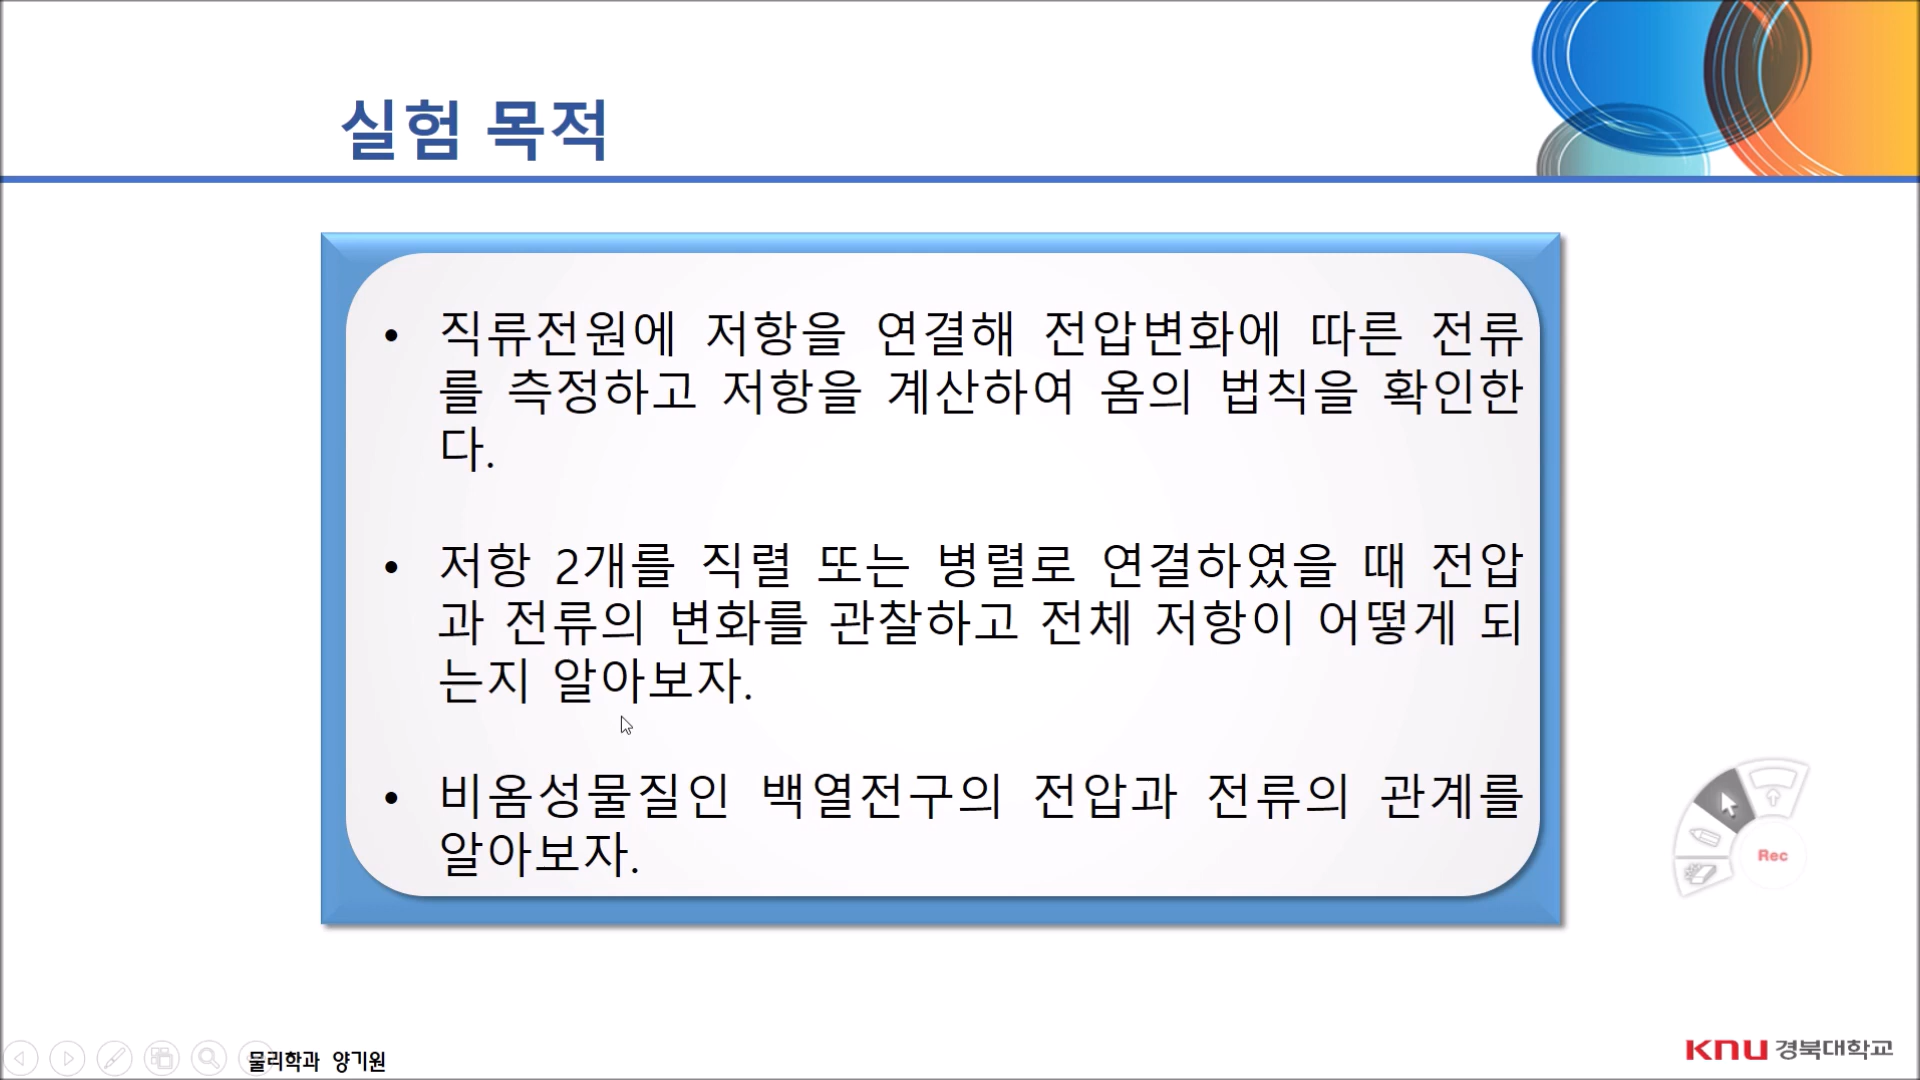 실험 목적
• 직류전원에 저항을 연결해 전압변화에 따른 전류
를 측정하고 저항을 계산하여 옴의 법칙을 확인한
다.
• 저항 2개를 직렬 또는 병렬로 연결하였을 때 전압
과 전류의 변화를 관찰하고 전체 저항이 어떻게 되
는지 알아보자.
• 비옴성물질인 백열전구의 전압과 전류의 관계를
알아보자.
Rec
물리학과 양기원
KNU 경북대학교